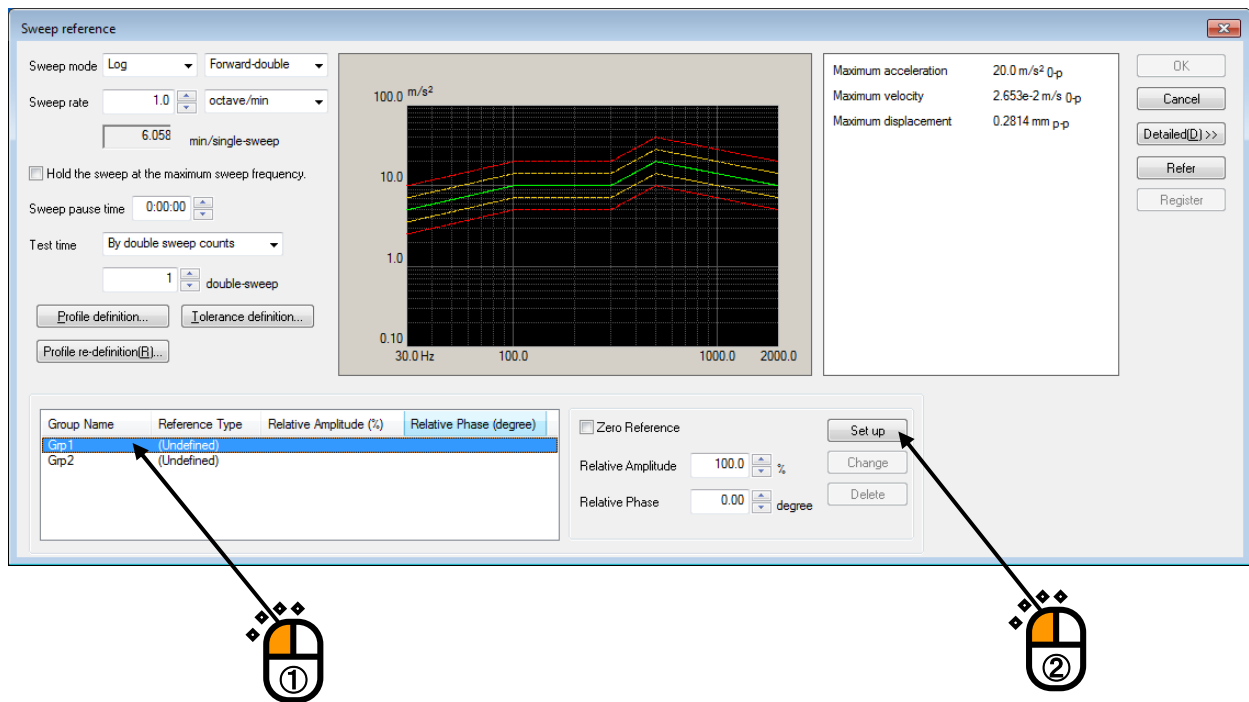 Sweep reference
Sweep mode Log Forward-double
Sweep rate 1.0 octave/min
6.058 min/single-sweep
Hold the sweep at the maximum sweep frequency.
Sweep pause time 0:00:00
Test time By double sweep counts
1 double-sweep
Profile definition... Tolerance definition...
Profile re-definition(R)...
100.0 m/s²
10.0
1.0
0.10
30.0 Hz 100.0 1000.0 2000.0
Maximum acceleration 20.0 m/s² 0-p
Maximum velocity 2.653e-2 m/s 0-p
Maximum displacement 0.2814 mm p-p
OK
Cancel
Detailed(D) >>
Refer
Register
Group Name Reference Type Relative Amplitude (%) Relative Phase (degree)
Grp1 (Undefined)
Grp2 (Undefined)
Zero Reference
Relative Amplitude 100.0 %
Relative Phase 0.00 degree
Set up
Change
Delete
①
②